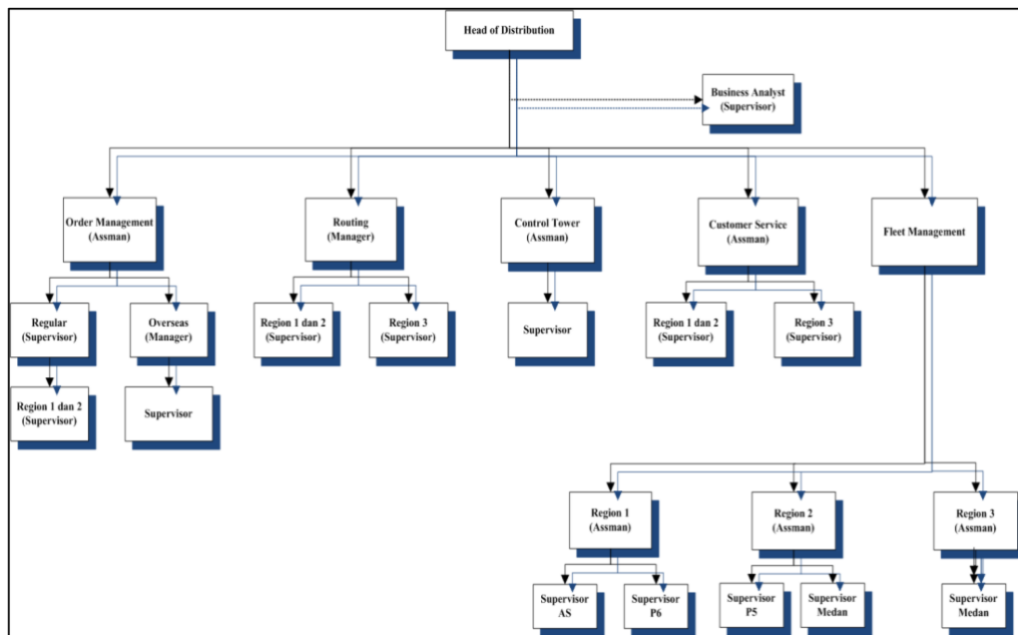 Head of Distribution
Business Analyst
(Supervisor)
Order Management
(Assman)
Routing
(Manager)
Control Tower
(Assman)
Customer Service
(Assman)
Fleet Management
Regular
(Supervisor)
Overseas
(Manager)
Region 1 dan 2
(Supervisor)
Region 3
(Supervisor)
Supervisor
Region 1 dan 2
(Supervisor)
Region 3
(Supervisor)
Region 1 dan 2
(Supervisor)
Supervisor
Region 1
(Assman)
Region 2
(Assman)
Region 3
(Assman)
Supervisor
AS
Supervisor
P6
Supervisor
P5
Supervisor
Medan
Supervisor
Medan